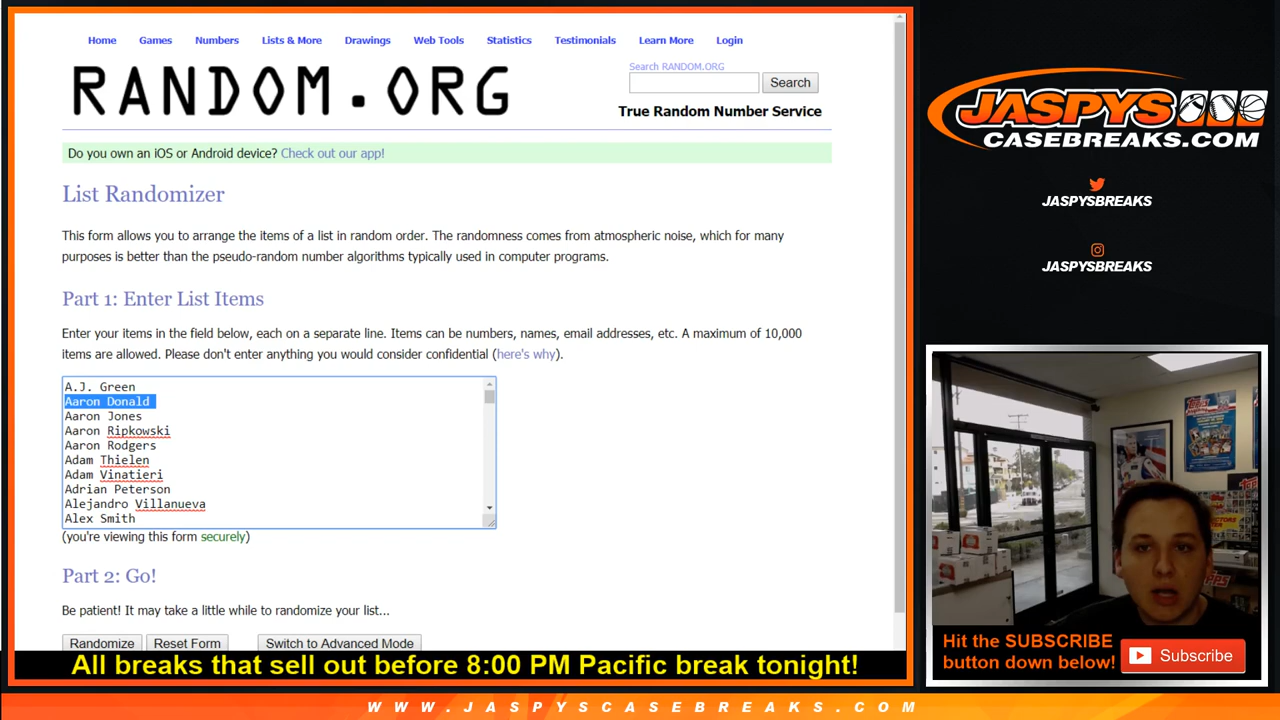 Home Games Numbers Lists & More Drawings Web Tools Statistics Testimonials Learn More Login
RANDOM.ORG
Search RANDOM.ORG
Search
True Random Number Service
Do you own an iOS or Android device? Check out our app!
List Randomizer
This form allows you to arrange the items of a list in random order. The randomness comes from atmospheric noise, which for many
purposes is better than the pseudo-random number algorithms typically used in computer programs.
Part 1: Enter List Items
Enter your items in the field below, each on a separate line. Items can be numbers, names, email addresses, etc. A maximum of 10,000
items are allowed. Please don't enter anything you would consider confidential (here's why).
A.J. Green
Aaron Donald
Aaron Jones
Aaron Ripkowski
Aaron Rodgers
Adam Thielen
Adam Vinatieri
Adrian Peterson
Alejandro Villanueva
Alex Smith
(you're viewing this form securely)
Part 2: Go!
Be patient! It may take a little while to randomize your list...
Randomize Reset Form Switch to Advanced Mode
All breaks that sell out before 8:00 PM Pacific break tonight!
WWW.JASPYSCASEBREAKS.COM
JASPYS
CASEBREAKS.COM
JASPYSBREAKS
JASPYSBREAKS
Hit the SUBSCRIBE
button down below!
Subscribe